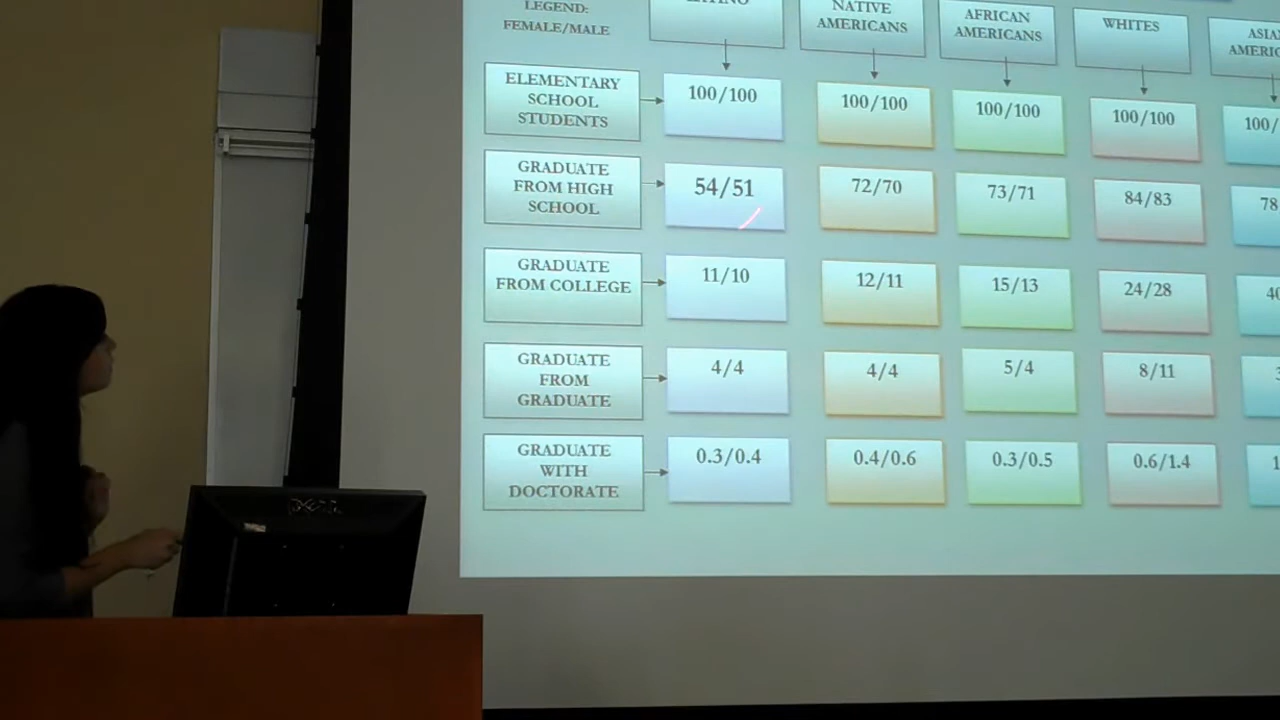 LEGEND:
FEMALE/MALE
LATINO
NATIVE
AMERICANS
AFRICAN
AMERICANS
WHITES
ELEMENTARY
SCHOOL
STUDENTS
100/100
100/100
100/100
100/100
100/
GRADUATE
FROM HIGH
SCHOOL
54/51
72/70
73/71
84/83
78
GRADUATE
FROM COLLEGE
11/10
12/11
15/13
24/28
40
GRADUATE
FROM
GRADUATE
4/4
4/4
5/4
8/11
GRADUATE
WITH
DOCTORATE
0.3/0.4
0.4/0.6
0.3/0.5
0.6/1.4
1
DELL